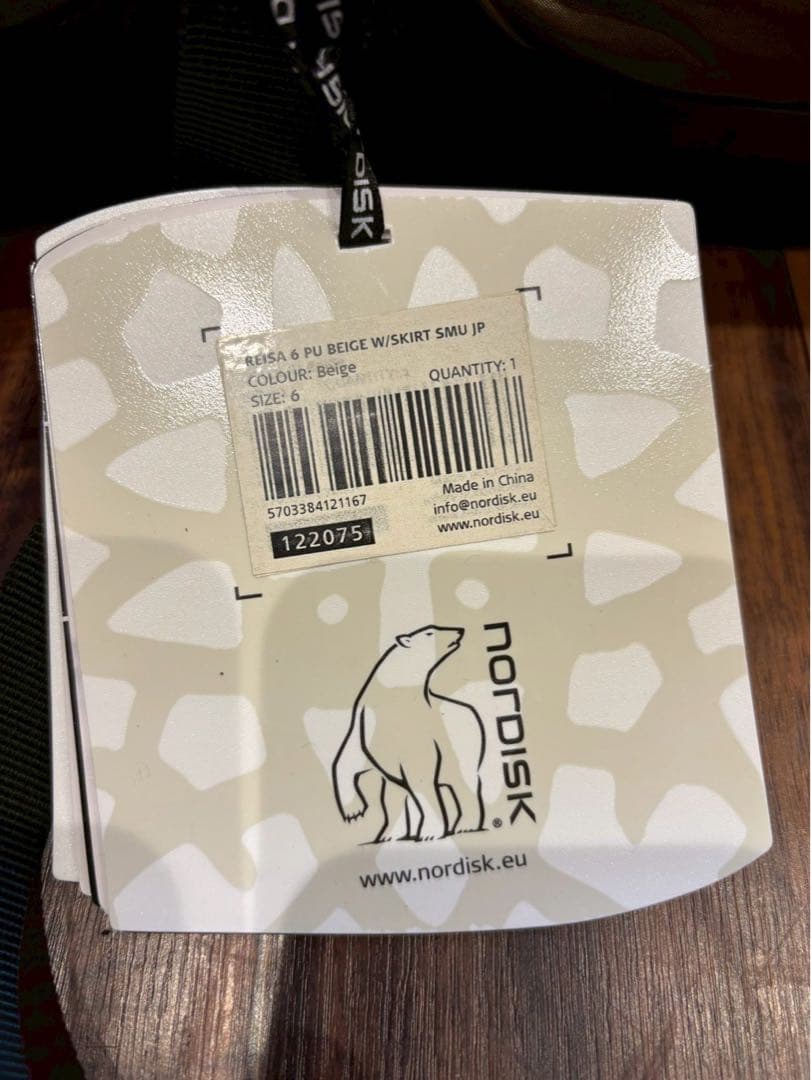 DISK
REISA 6 PU BEIGE W/SKIRT SMU JP
COLOUR: Beige
SIZE: 6
QUANTITY: 1
5703384121167
Made in China
info@nordisk.eu
www.nordisk.eu
122075
nordisk®
www.nordisk.eu